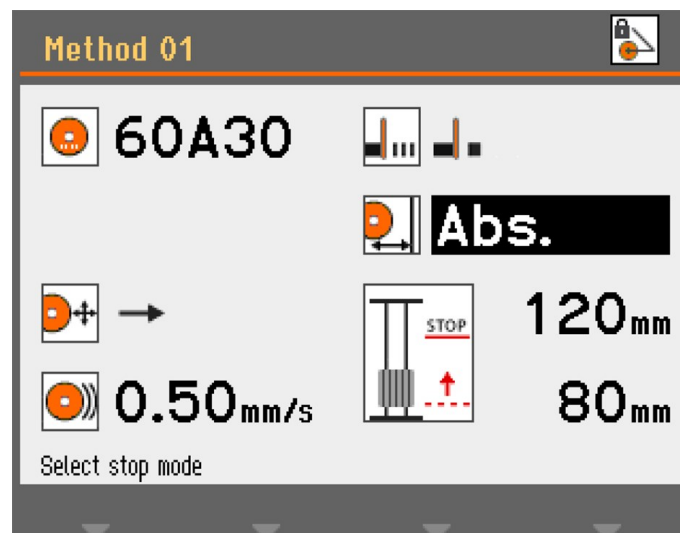 Method 01
60A30
Abs.
STOP
120mm
0.50mm/s
80mm
Select stop mode